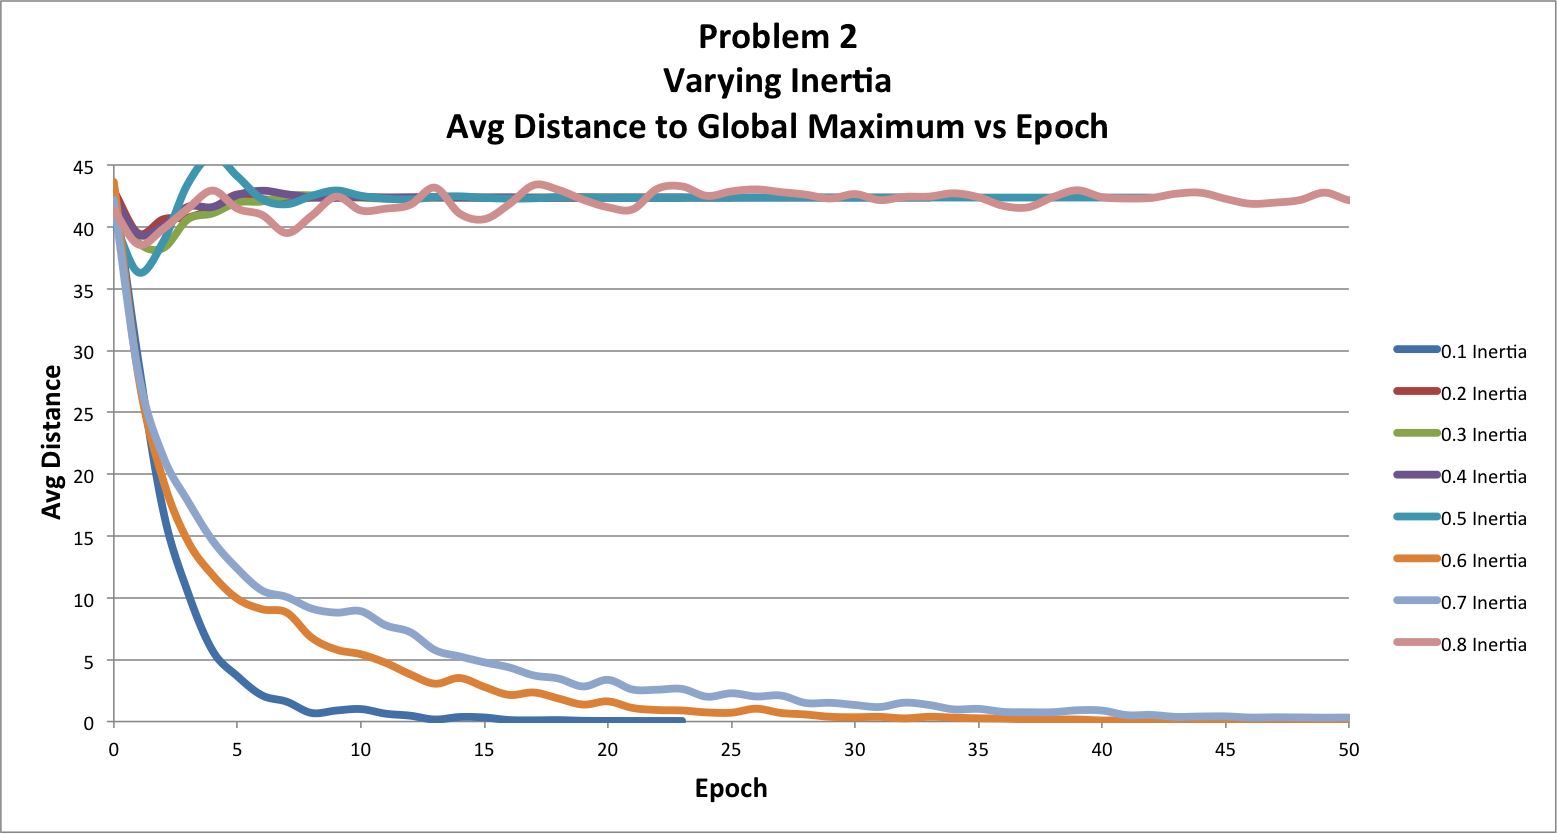 Problem 2
Varying Inertia
Avg Distance to Global Maximum vs Epoch
45
40
35
30
25
20
15
10
5
0
Avg Distance
0 5 10 15 20 25 30 35 40 45 50
Epoch
0.1 Inertia
0.2 Inertia
0.3 Inertia
0.4 Inertia
0.5 Inertia
0.6 Inertia
0.7 Inertia
0.8 Inertia